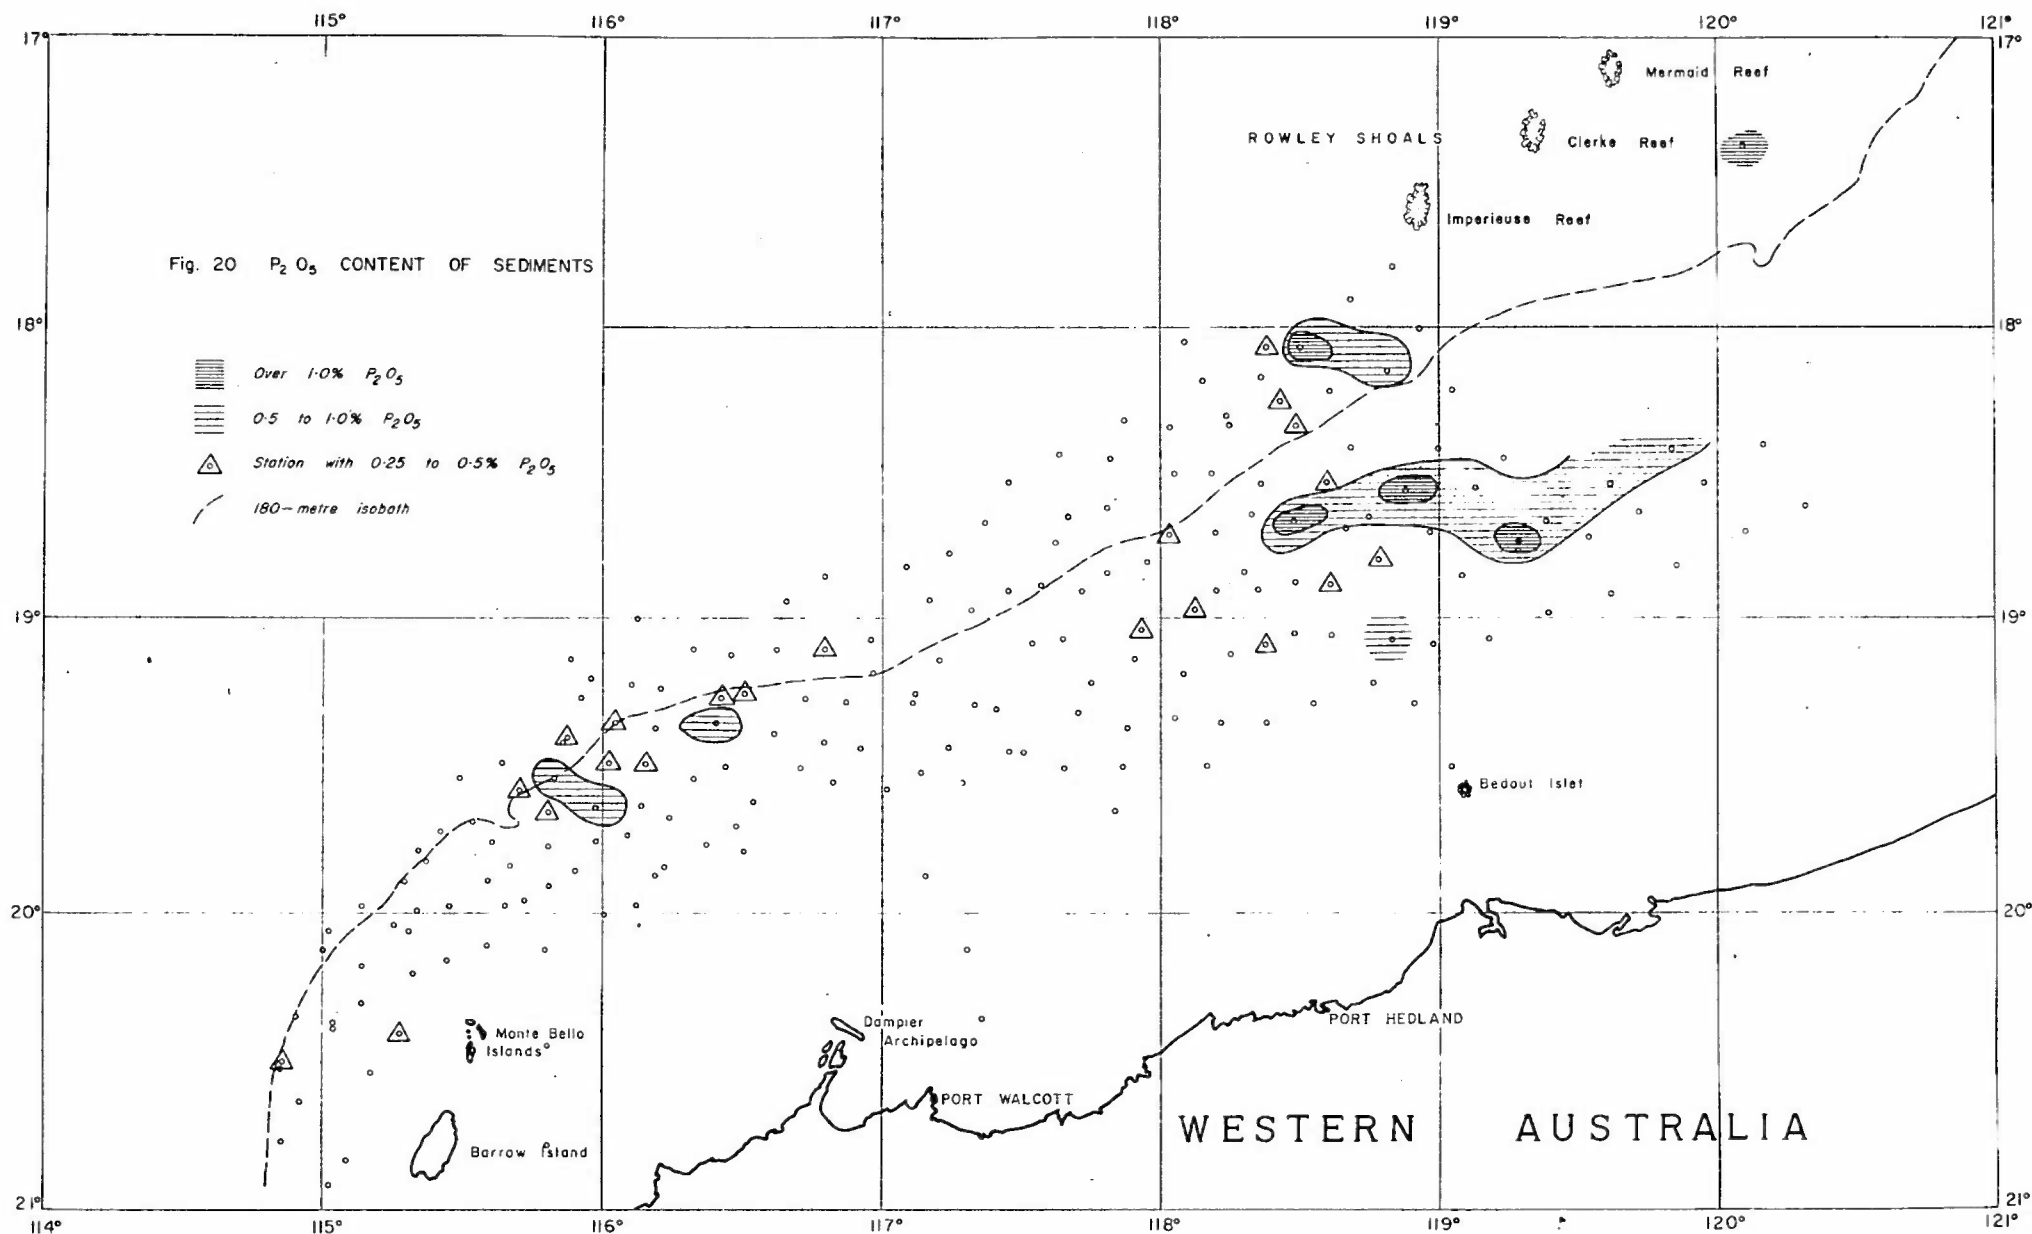 115° 116° 117° 118° 119° 120° 121°
17° 17°
Mermaid Reef
ROWLEY SHOALS
Clerke Reef
Imperieuse Reef
Fig. 20 P₂O₅ CONTENT OF SEDIMENTS
18° 18°
Over 1·0% P₂O₅
0·5 to 1·0% P₂O₅
Station with 0·25 to 0·5% P₂O₅
180-metre isobath
19° 19°
Bedout Islet
20° 20°
Monte Bello
Islands
Dampier
Archipelago
PORT HEDLAND
PORT WALCOTT
WESTERN AUSTRALIA
Barrow Island
21° 21°
114° 115° 116° 117° 118° 119° 120° 121°